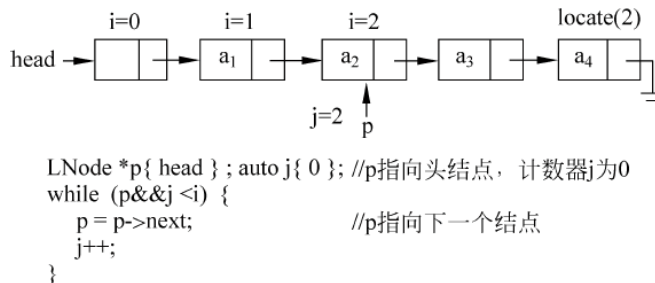 i=0 i=1 i=2 locate(2)
head a₁ a₂ a₃ a₄
j=2 p
LNode *p{ head } ; auto j{ 0 }; //p指向头结点，计数器j为0
while (p&&j <i) {
p = p->next; //p指向下一个结点
j++;
}